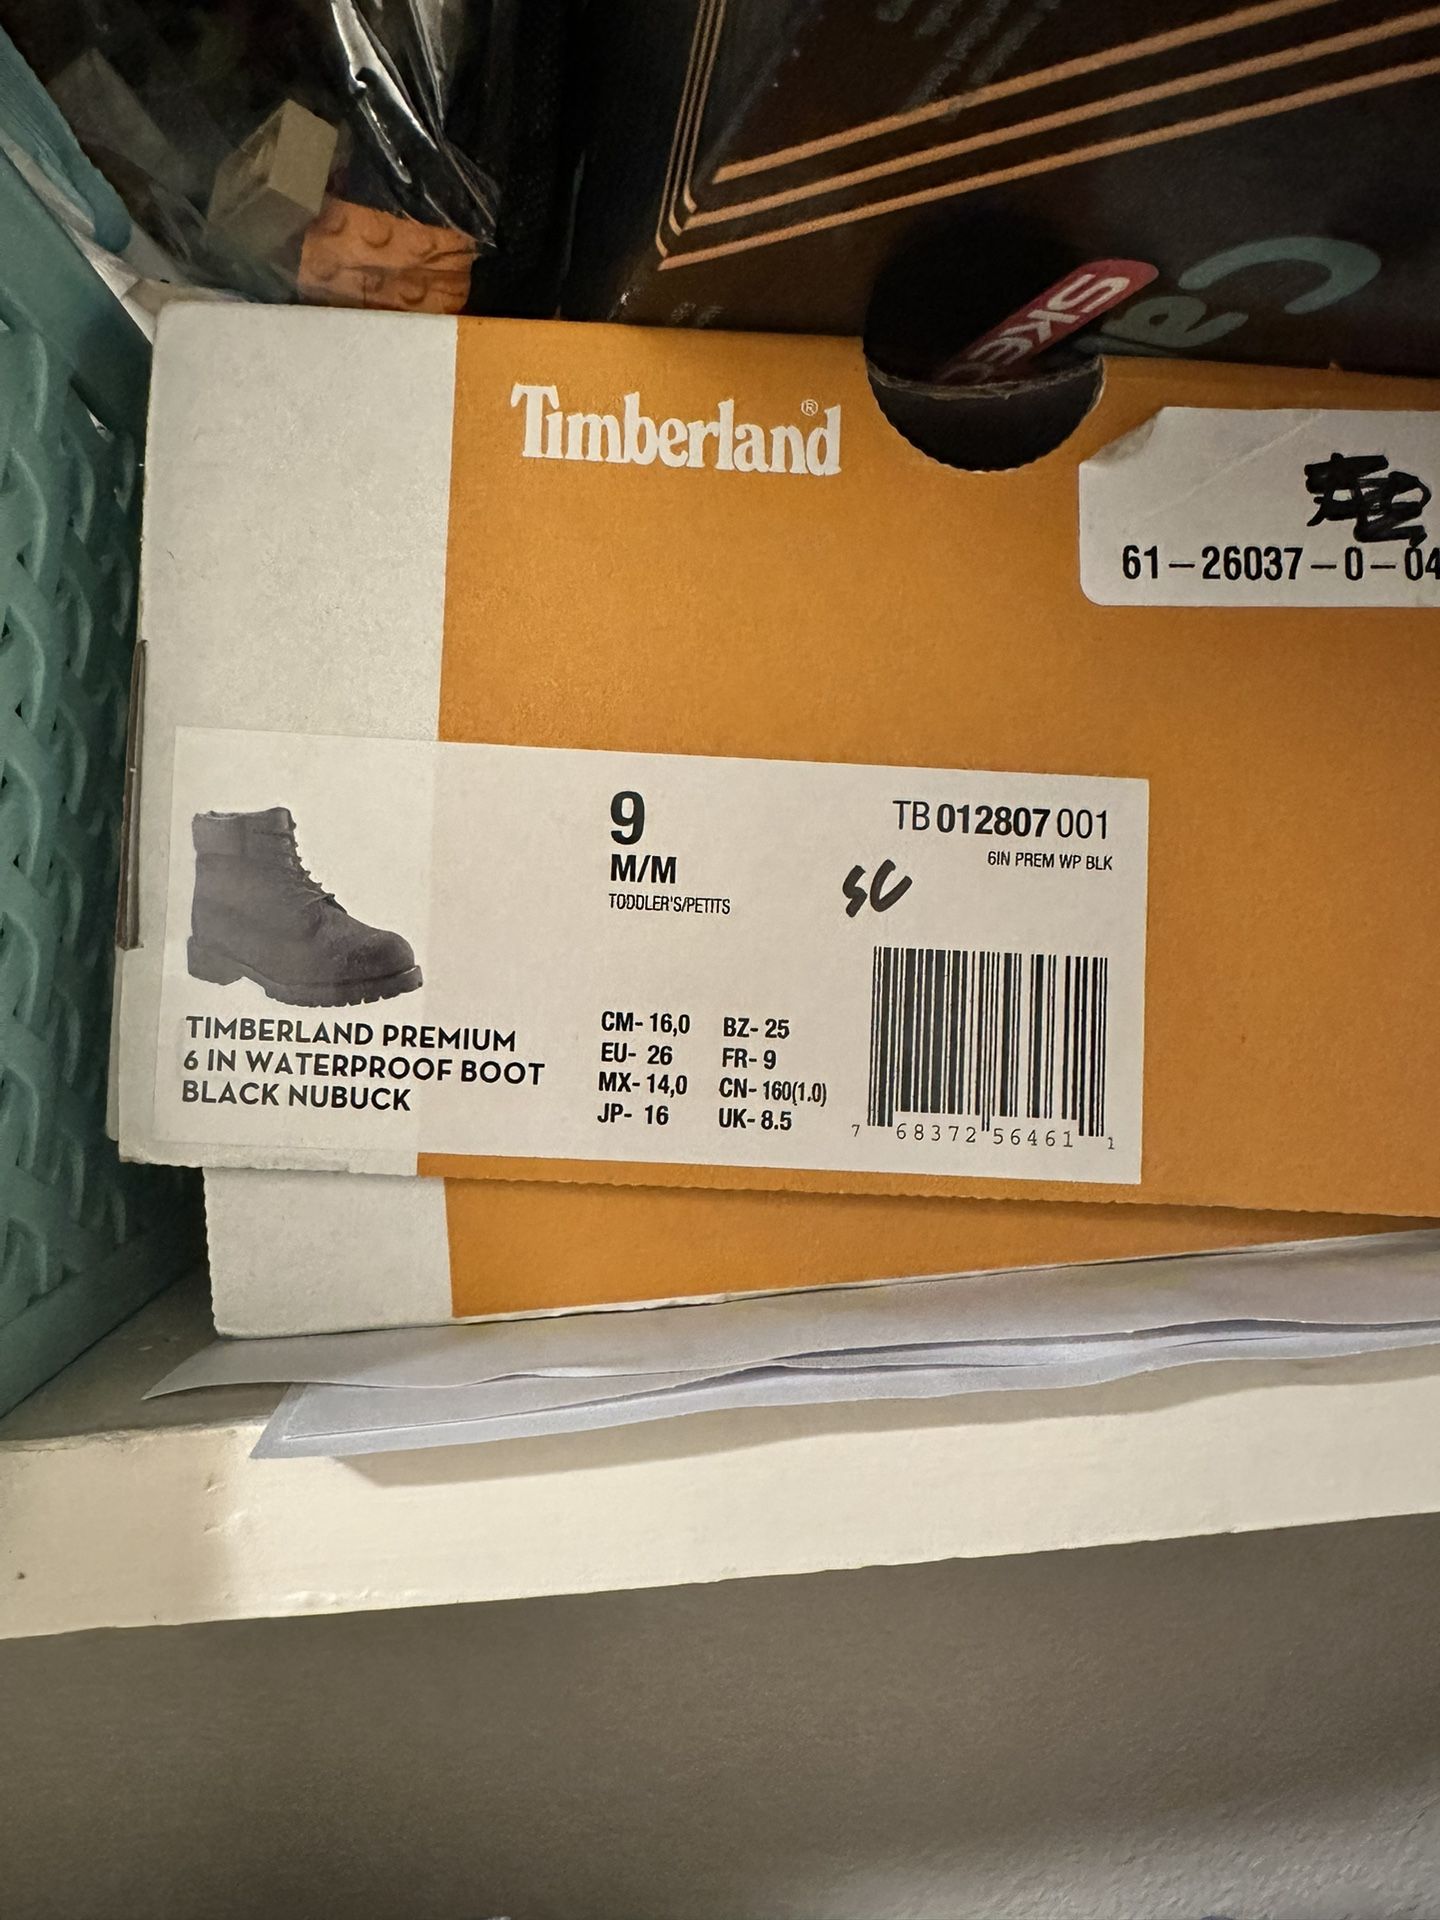 Timberland®
61-26037-0-04
9
M/M
TODDLER'S/PETITS
TB 012807 001
6IN PREM WP BLK
SC
TIMBERLAND PREMIUM
6 IN WATERPROOF BOOT
BLACK NUBUCK
CM- 16,0 BZ- 25
EU- 26 FR- 9
MX- 14,0 CN- 160(1.0)
JP- 16 UK- 8.5
7 68372 56461 1